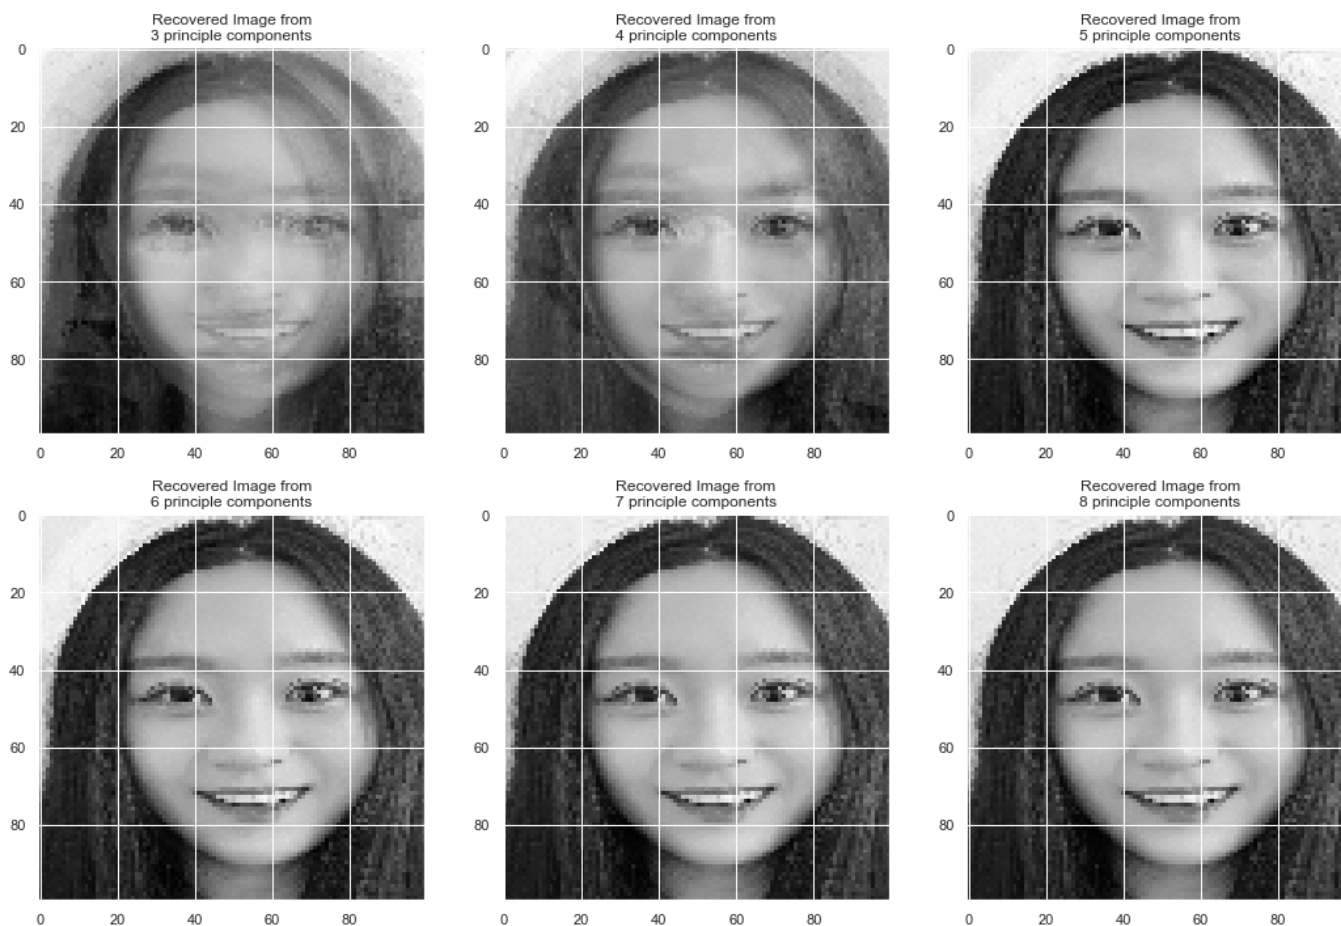 Recovered Image from
3 principle components
Recovered Image from
4 principle components
Recovered Image from
5 principle components
0
20
40
60
80
0
20
40
60
80
0
20
40
60
80
0 20 40 60 80
0 20 40 60 80
0 20 40 60 80
Recovered Image from
6 principle components
Recovered Image from
7 principle components
Recovered Image from
8 principle components
0
20
40
60
80
0
20
40
60
80
0
20
40
60
80
0 20 40 60 80
0 20 40 60 80
0 20 40 60 80